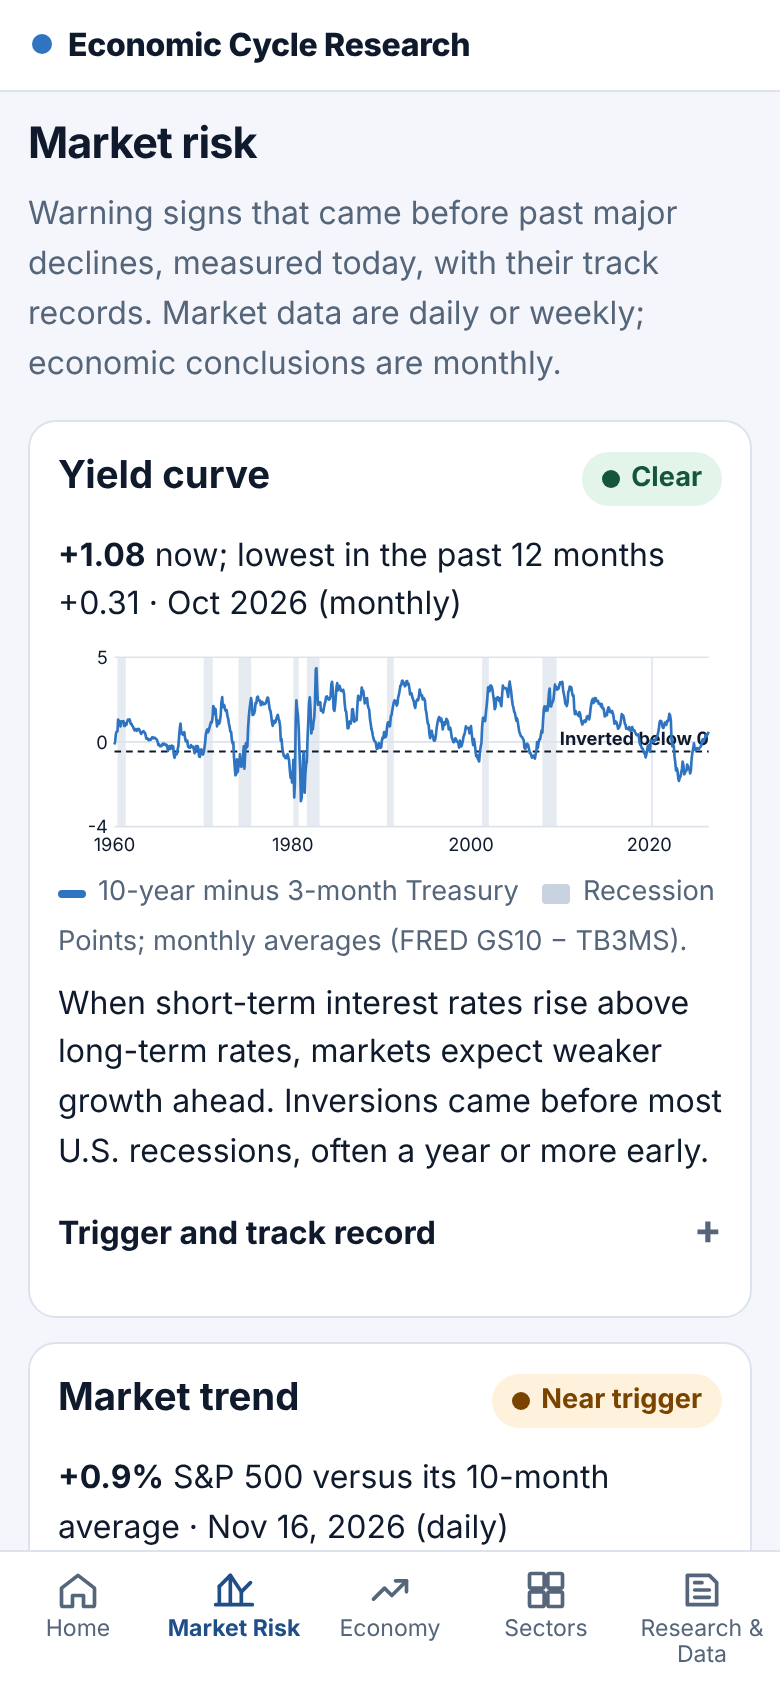 Economic Cycle Research
Market risk
Warning signs that came before past major
declines, measured today, with their track
records. Market data are daily or weekly;
economic conclusions are monthly.
Yield curve
Clear
+1.08 now; lowest in the past 12 months
+0.31 · Oct 2026 (monthly)
5
0
-4
Inverted below 0
1960
1980
2000
2020
10-year minus 3-month Treasury
Recession
Points; monthly averages (FRED GS10 − TB3MS).
When short-term interest rates rise above
long-term rates, markets expect weaker
growth ahead. Inversions came before most
U.S. recessions, often a year or more early.
Trigger and track record
+
Market trend
Near trigger
+0.9% S&P 500 versus its 10-month
average · Nov 16, 2026 (daily)
Home
Market Risk
Economy
Sectors
Research &
Data